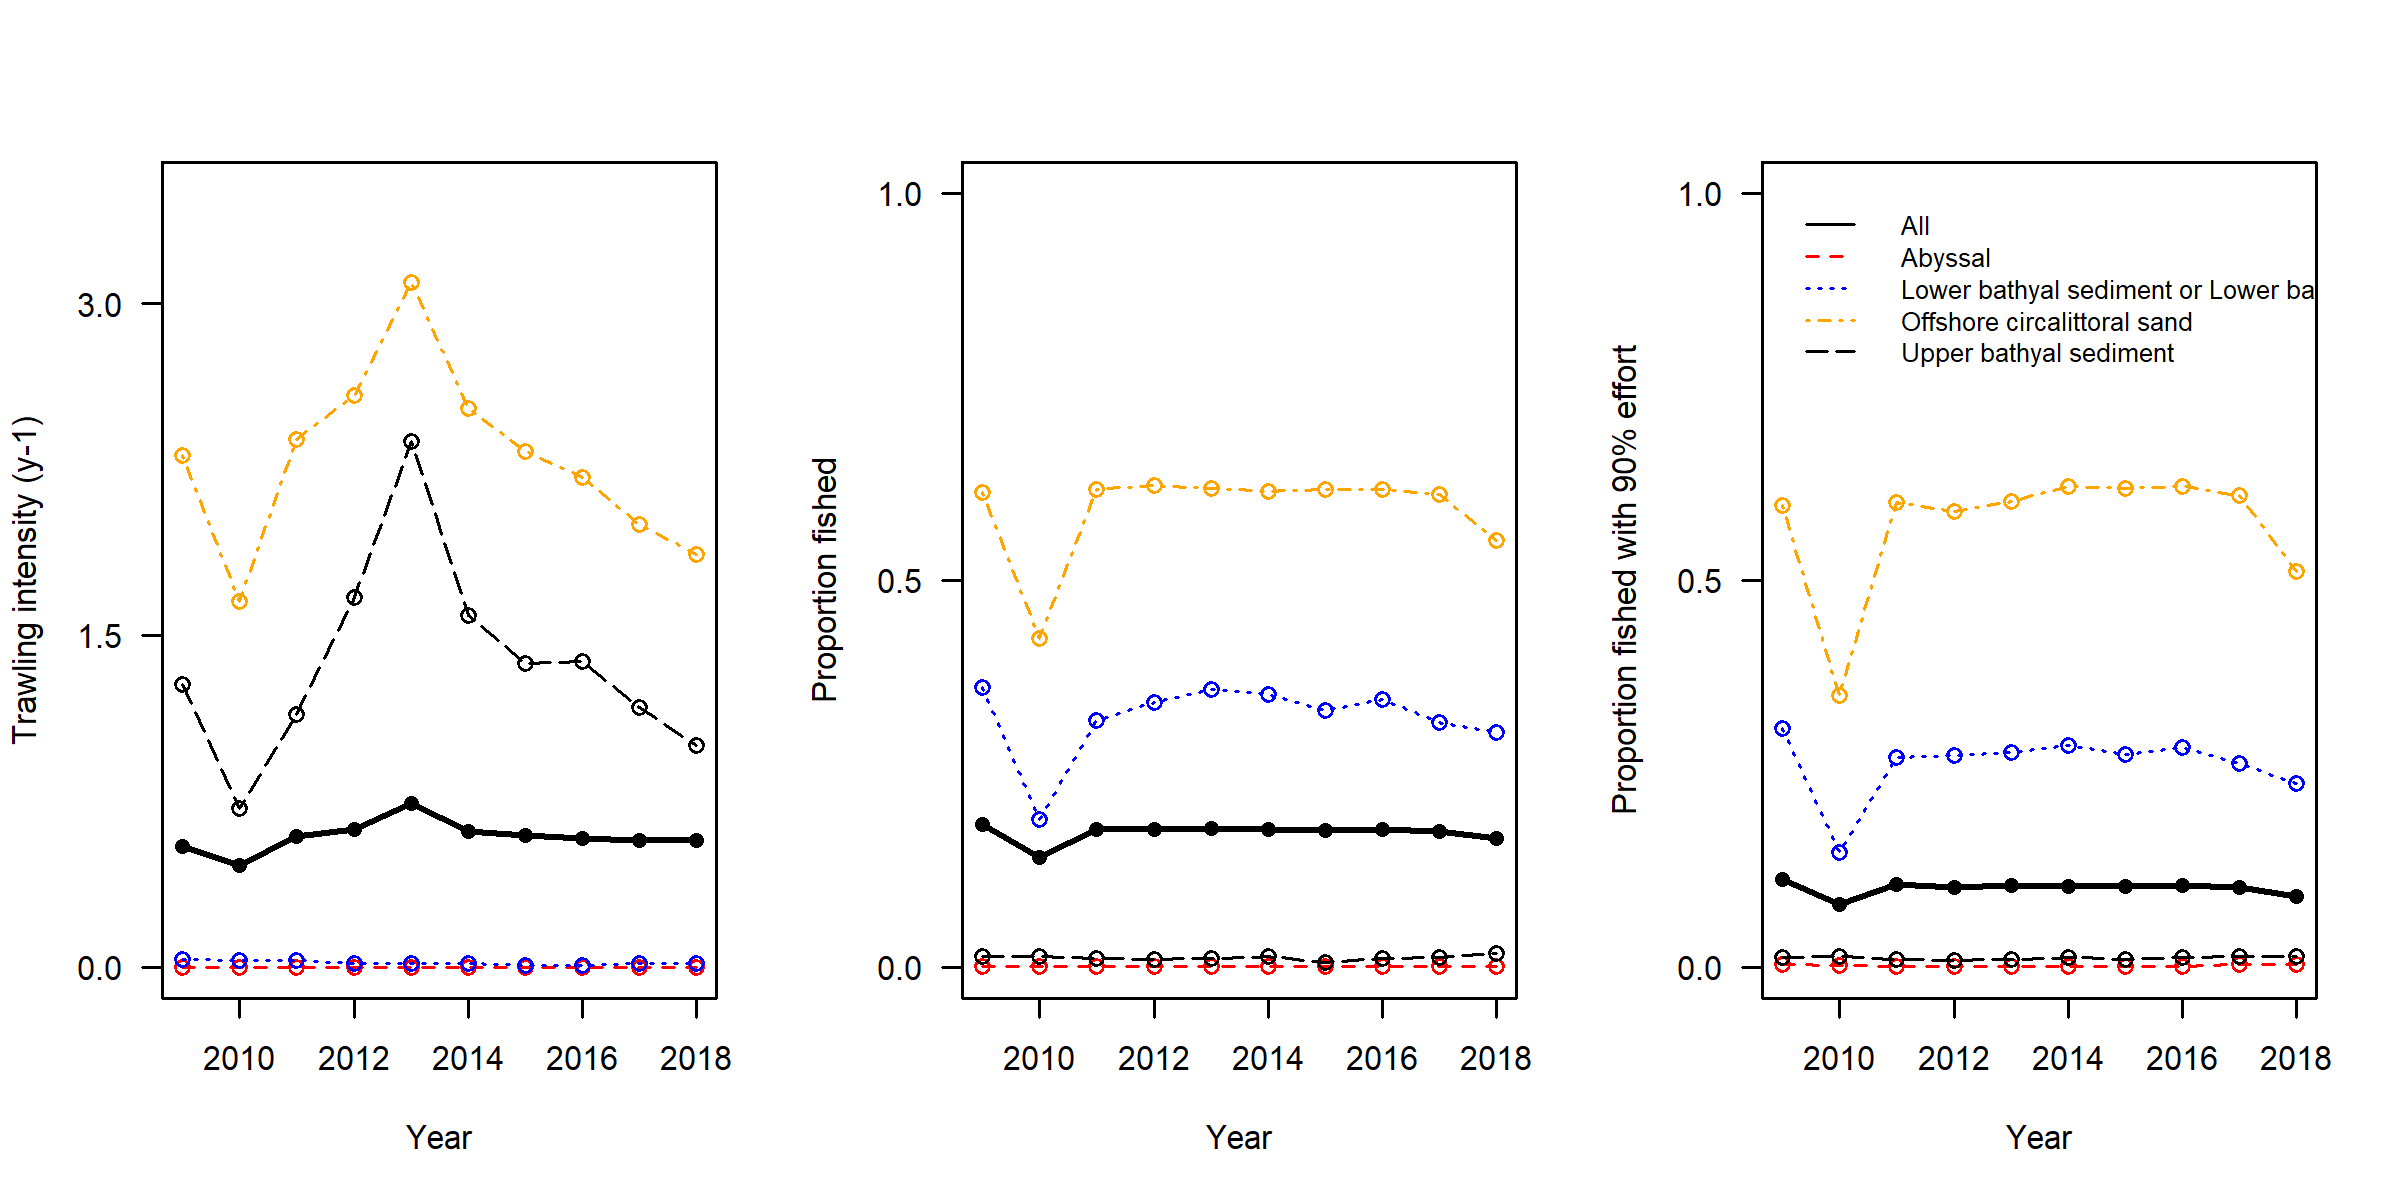 Trawling intensity (y-1)
3.0
1.5
0.0
2010 2012 2014 2016 2018
Year
Proportion fished
1.0
0.5
0.0
2010 2012 2014 2016 2018
Year
Proportion fished with 90% effort
1.0
0.5
0.0
All
Abyssal
Lower bathyal sediment or Lower ba
Offshore circalittoral sand
Upper bathyal sediment
2010 2012 2014 2016 2018
Year